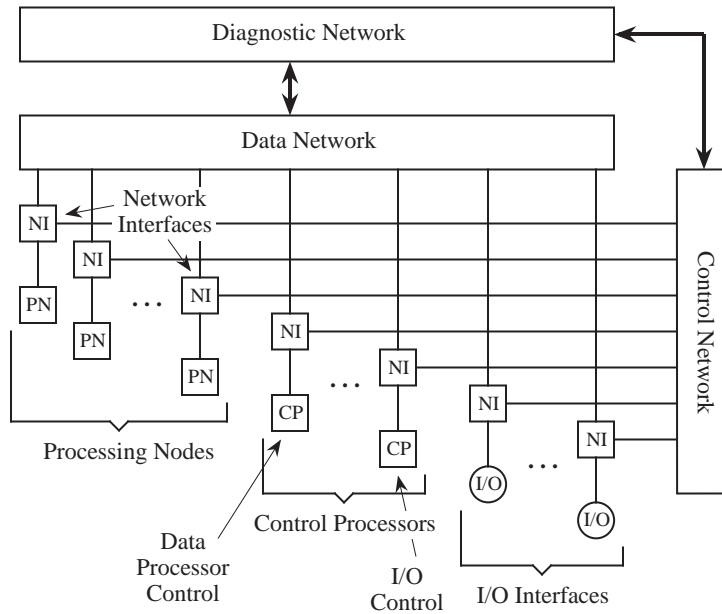 Diagnostic Network
Data Network
Network
Interfaces
NI
NI
NI
NI
NI
NI
NI
PN
PN
PN
. . .
CP
CP
. . .
I/O
I/O
. . .
Control Network
Processing Nodes
Control Processors
I/O Interfaces
Data
Processor
Control
I/O
Control